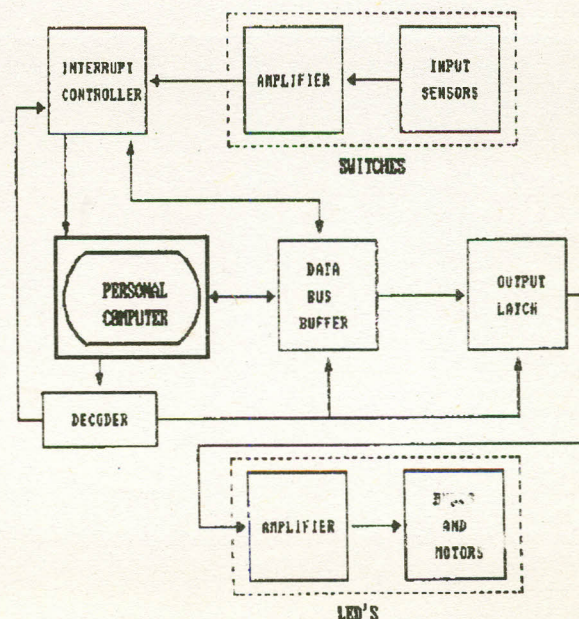 INTERRUPT
CONTROLLER
AMPLIFIER
INPUT
SENSORS
SWITCHES
PERSONAL
COMPUTER
DATA
BUS
BUFFER
OUTPUT
LATCH
DECODER
AMPLIFIER
AND
MOTORS
LED'S